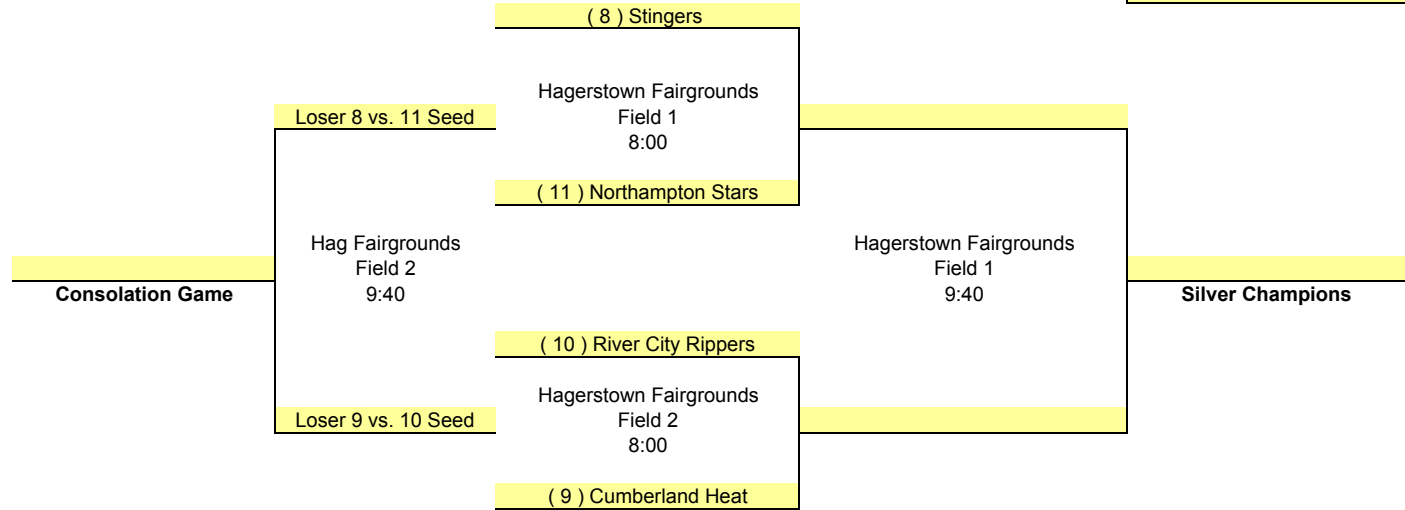 ( 8 ) Stingers
Hagerstown Fairgrounds
Loser 8 vs. 11 Seed
Field 1
8:00
( 11 ) Northampton Stars
Hag Fairgrounds
Field 2
9:40
Consolation Game
Hagerstown Fairgrounds
Field 1
9:40
Silver Champions
( 10 ) River City Rippers
Hagerstown Fairgrounds
Loser 9 vs. 10 Seed
Field 2
8:00
( 9 ) Cumberland Heat